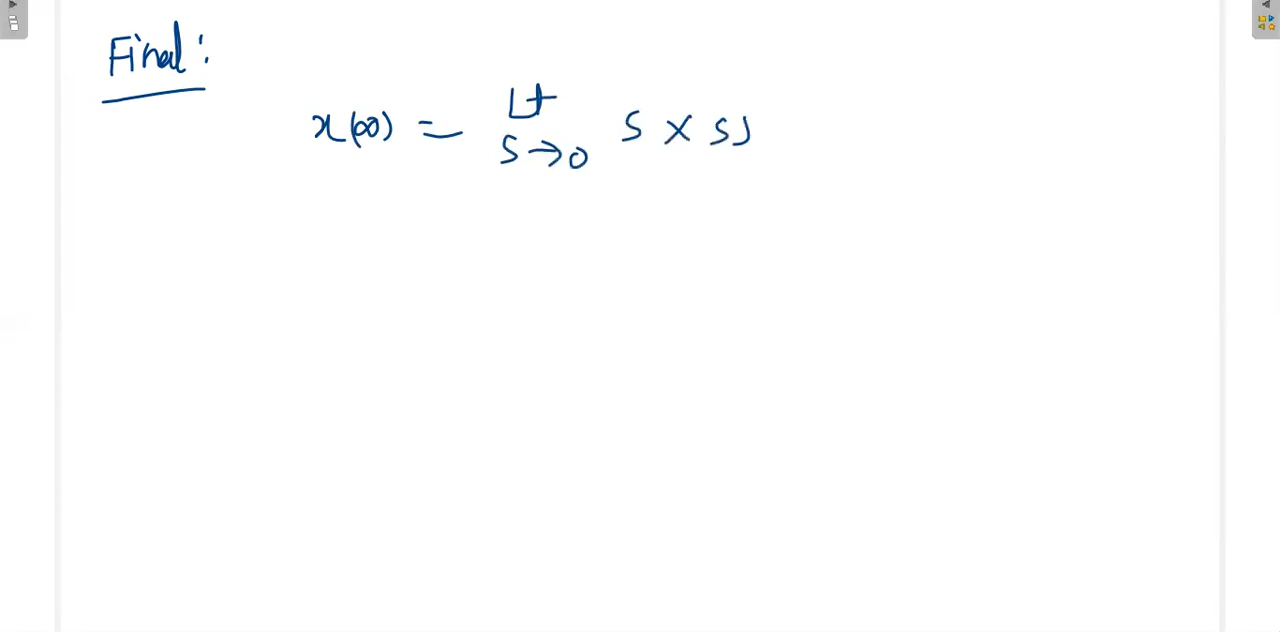 Final:
x(∞) = Lt s→0 S X S)